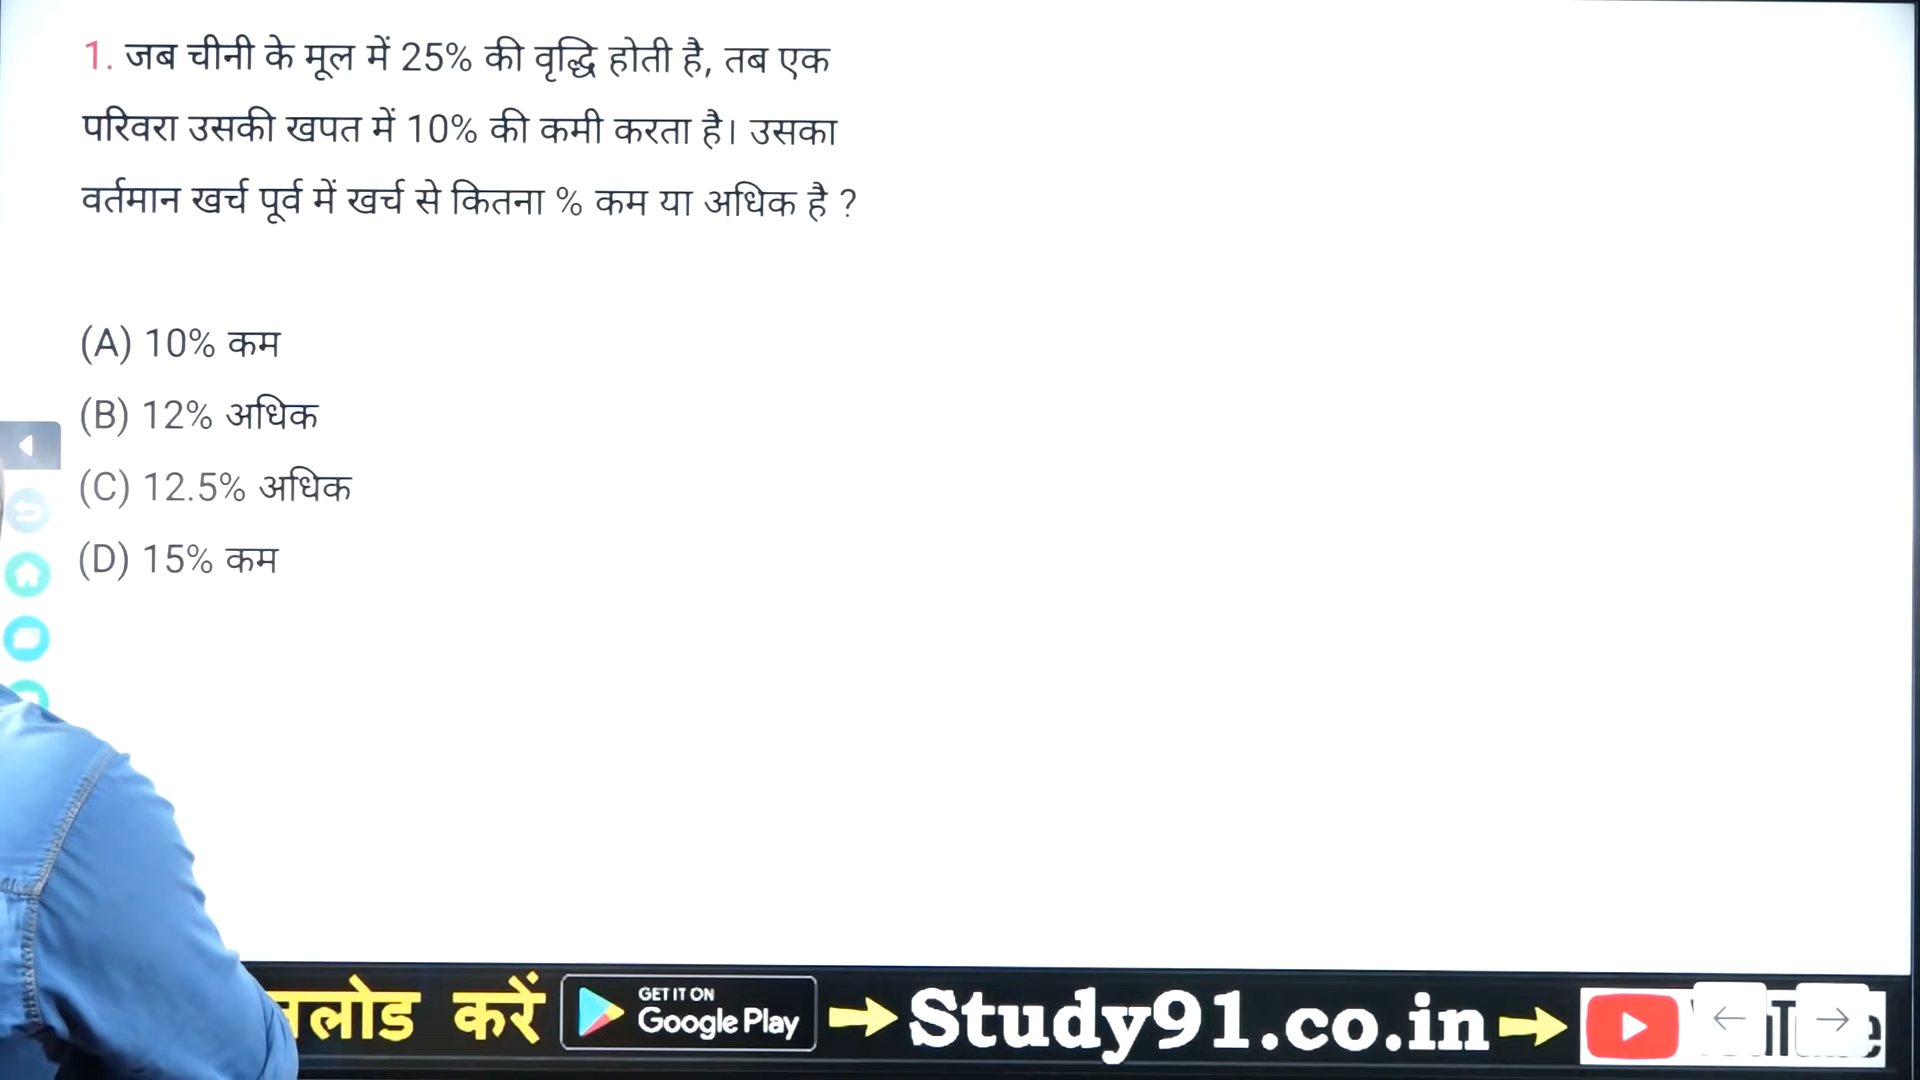 1. जब चीनी के मूल में 25% की वृद्धि होती है, तब एक
परिवरा उसकी खपत में 10% की कमी करता है। उसका
वर्तमान खर्च पूर्व में खर्च से कितना % कम या अधिक है ?
(A) 10% कम
(B) 12% अधिक
(C) 12.5% अधिक
(D) 15% कम
करें GET IT ON Google Play Study91.co.in